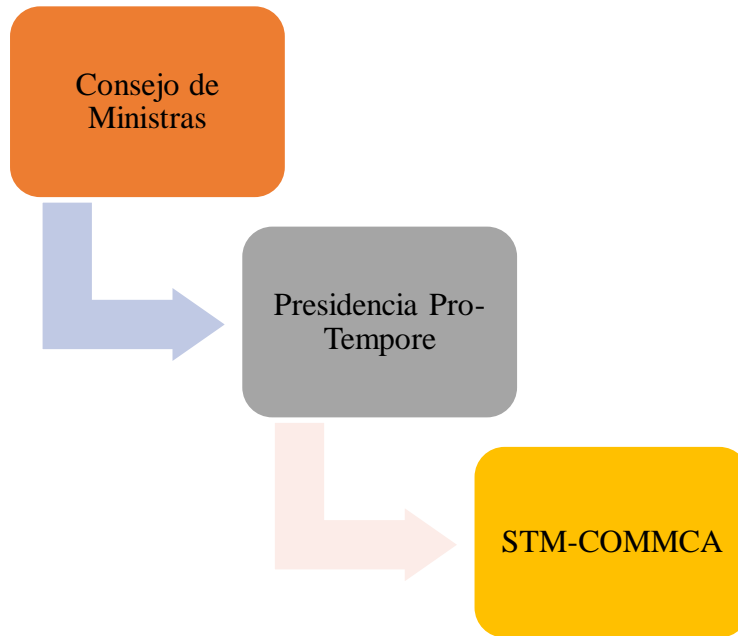 Consejo de
Ministras
Presidencia Pro-
Tempore
STM-COMMCA